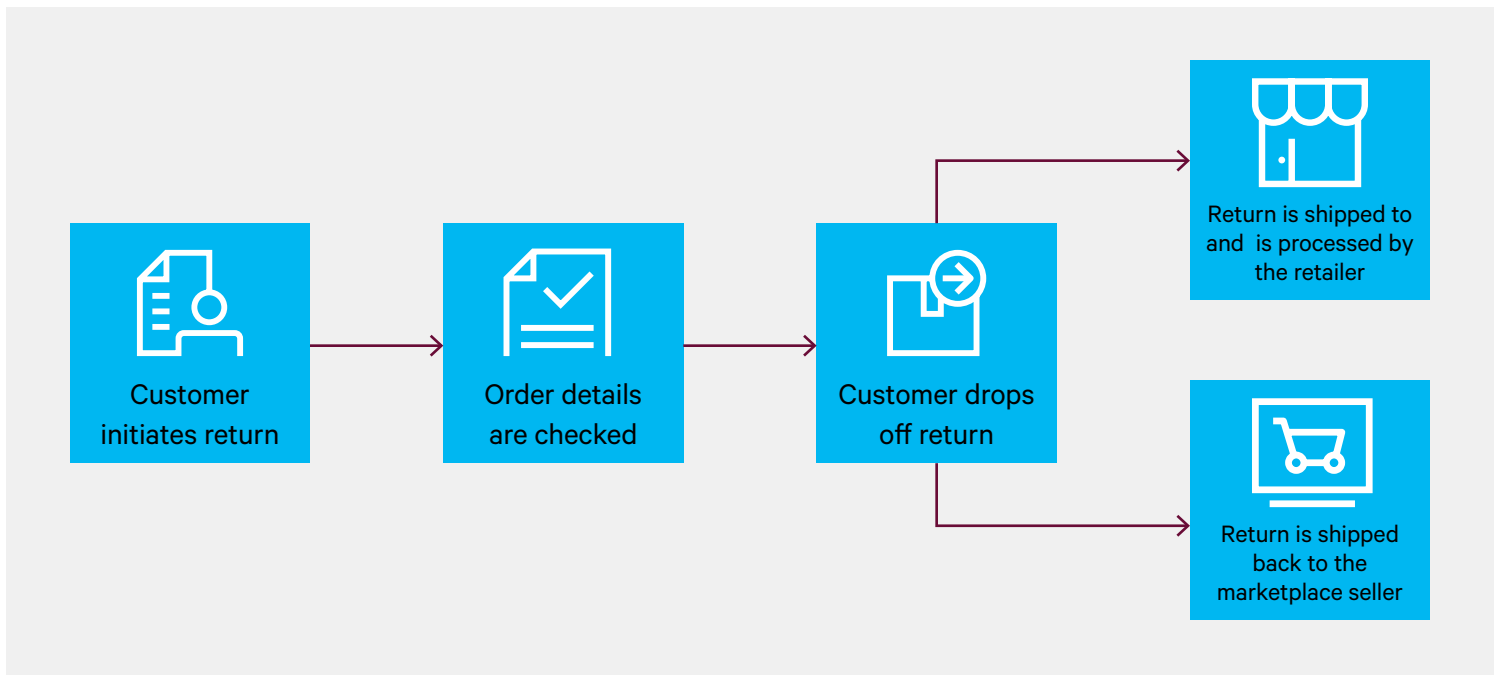 Customer
initiates return
Order details
are checked
Customer drops
off return
Return is shipped to
and  is processed by
the retailer
Return is shipped
back to the
marketplace seller